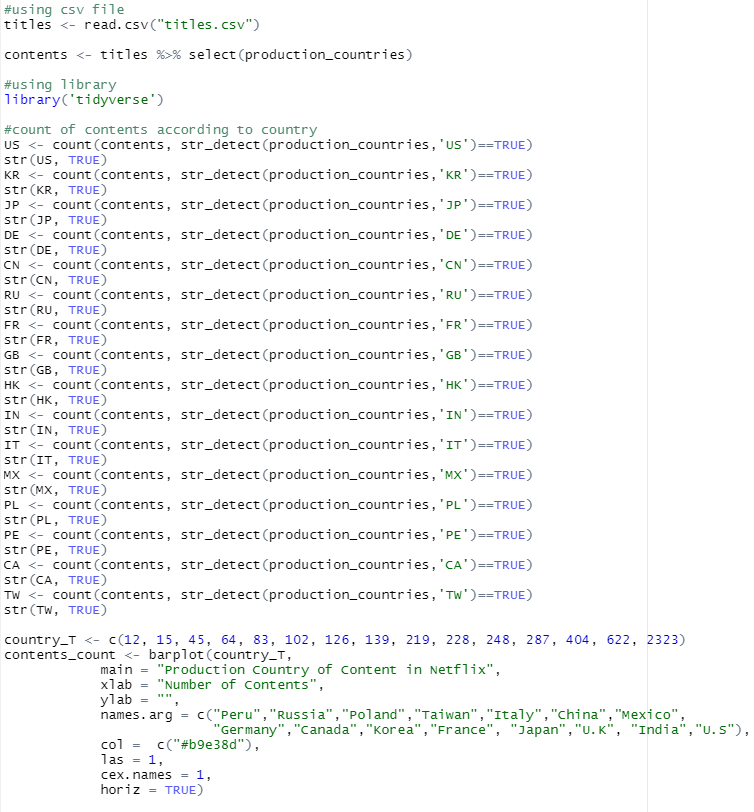 #using csv file
titles <- read.csv("titles.csv")
contents <- titles %>% select(production_countries)
#using library
library('tidyverse')
#count of contents according to country
US <- count(contents, str_detect(production_countries,'US')==TRUE)
str(US, TRUE)
KR <- count(contents, str_detect(production_countries,'KR')==TRUE)
str(KR, TRUE)
JP <- count(contents, str_detect(production_countries,'JP')==TRUE)
str(JP, TRUE)
DE <- count(contents, str_detect(production_countries,'DE')==TRUE)
str(DE, TRUE)
CN <- count(contents, str_detect(production_countries,'CN')==TRUE)
str(CN, TRUE)
RU <- count(contents, str_detect(production_countries,'RU')==TRUE)
str(RU, TRUE)
FR <- count(contents, str_detect(production_countries,'FR')==TRUE)
str(FR, TRUE)
GB <- count(contents, str_detect(production_countries,'GB')==TRUE)
str(GB, TRUE)
HK <- count(contents, str_detect(production_countries,'HK')==TRUE)
str(HK, TRUE)
IN <- count(contents, str_detect(production_countries,'IN')==TRUE)
str(IN, TRUE)
IT <- count(contents, str_detect(production_countries,'IT')==TRUE)
str(IT, TRUE)
MX <- count(contents, str_detect(production_countries,'MX')==TRUE)
str(MX, TRUE)
PL <- count(contents, str_detect(production_countries,'PL')==TRUE)
str(PL, TRUE)
PE <- count(contents, str_detect(production_countries,'PE')==TRUE)
str(PE, TRUE)
CA <- count(contents, str_detect(production_countries,'CA')==TRUE)
str(CA, TRUE)
TW <- count(contents, str_detect(production_countries,'TW')==TRUE)
str(TW, TRUE)
country_T <- c(12, 15, 45, 64, 83, 102, 126, 139, 219, 228, 248, 287, 404, 622, 2323)
contents_count <- barplot(country_T,
main = "Production Country of Content in Netflix",
xlab = "Number of Contents",
ylab = "",
names.arg = c("Peru","Russia","Poland","Taiwan","Italy","China","Mexico",
"Germany","Canada","Korea","France", "Japan","U.K", "India","U.S"),
col =  c("#b9e38d"),
las = 1,
cex.names = 1,
horiz = TRUE)